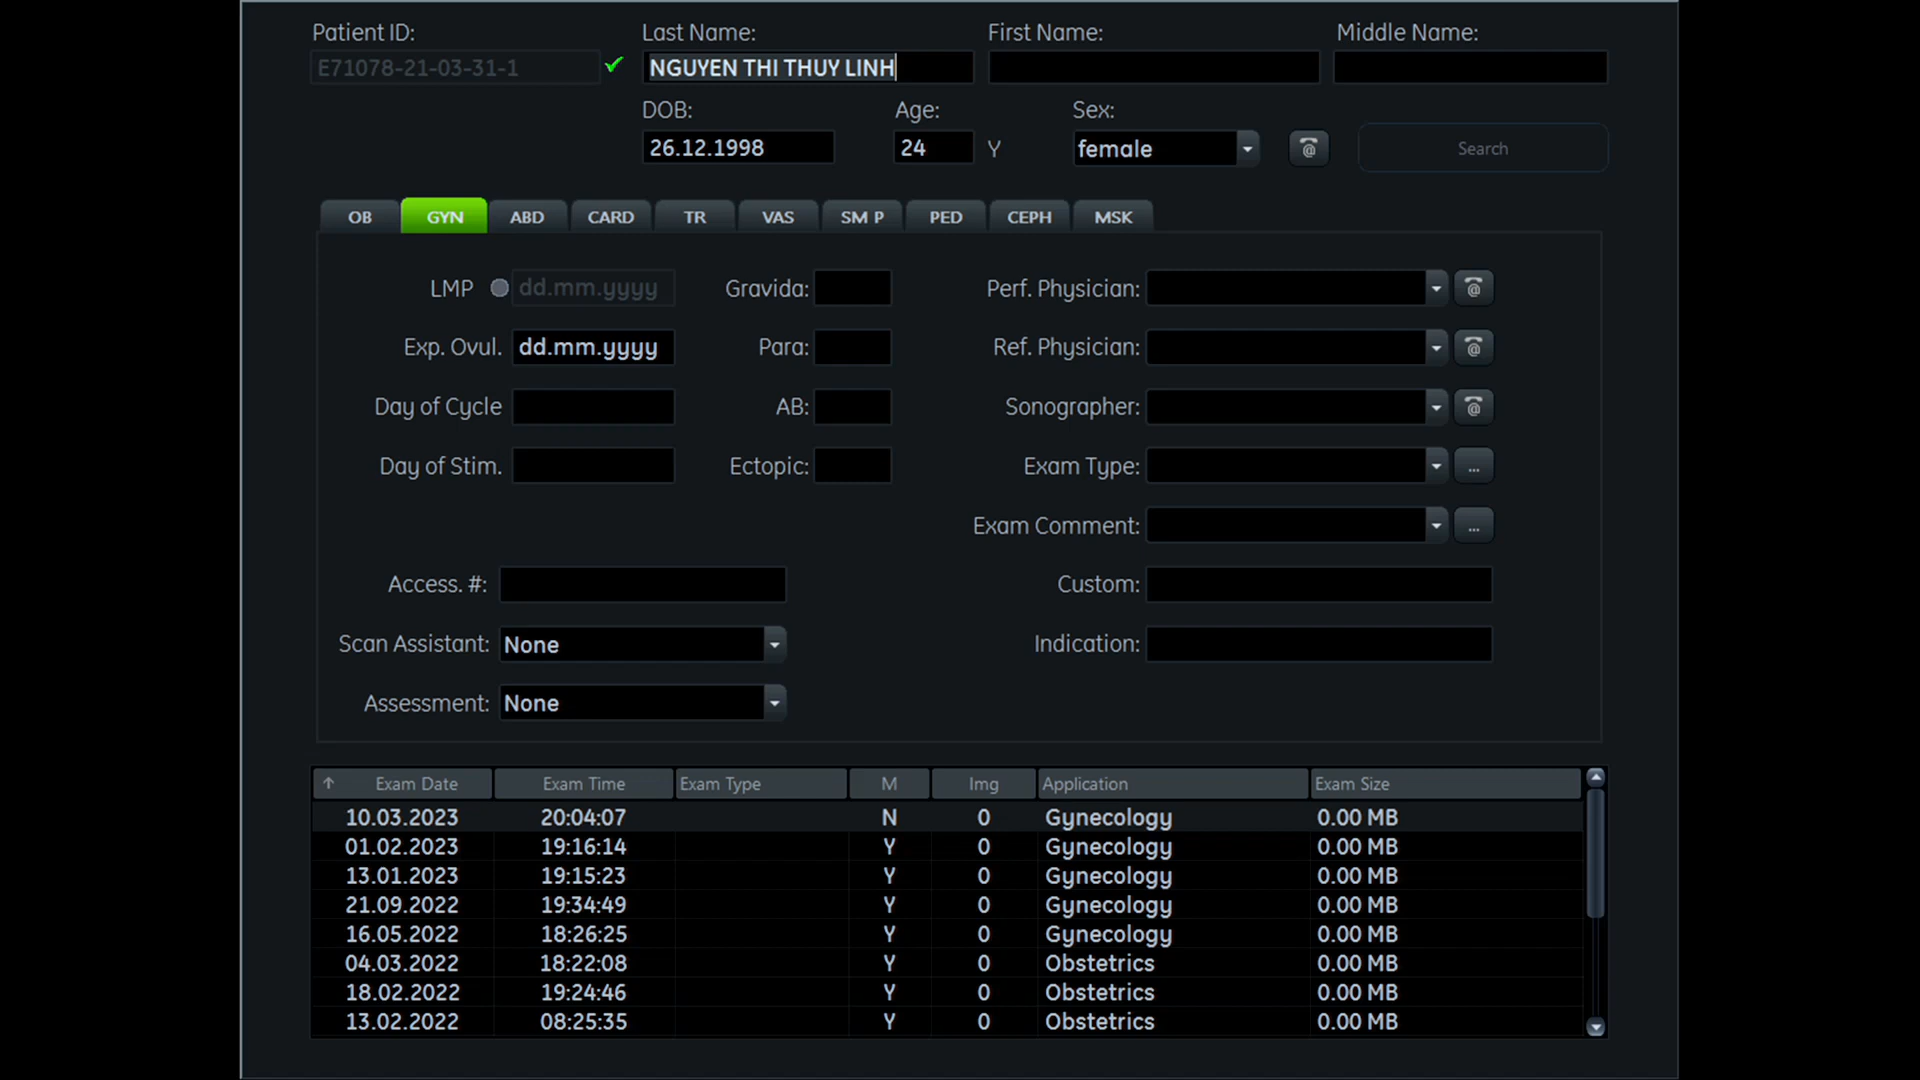 Patient ID: Last Name: First Name: Middle Name:
E71078-21-03-31-1 NGUYEN THI THUY LINH
DOB: Age: Sex:
26.12.1998 24 Y female Search
OB GYN ABD CARD TR VAS SM P PED CEPH MSK
LMP dd.mm.yyyy Gravida: Perf. Physician:
Exp. Ovul. dd.mm.yyyy Para: Ref. Physician:
Day of Cycle AB: Sonographer:
Day of Stim. Ectopic: Exam Type: ...
Exam Comment: ...
Access. #: Custom:
Scan Assistant: None Indication:
Assessment: None
Exam Date Exam Time Exam Type M Img Application Exam Size
10.03.2023 20:04:07 N 0 Gynecology 0.00 MB
01.02.2023 19:16:14 Y 0 Gynecology 0.00 MB
13.01.2023 19:15:23 Y 0 Gynecology 0.00 MB
21.09.2022 19:34:49 Y 0 Gynecology 0.00 MB
16.05.2022 18:26:25 Y 0 Gynecology 0.00 MB
04.03.2022 18:22:08 Y 0 Obstetrics 0.00 MB
18.02.2022 19:24:46 Y 0 Obstetrics 0.00 MB
13.02.2022 08:25:35 Y 0 Obstetrics 0.00 MB